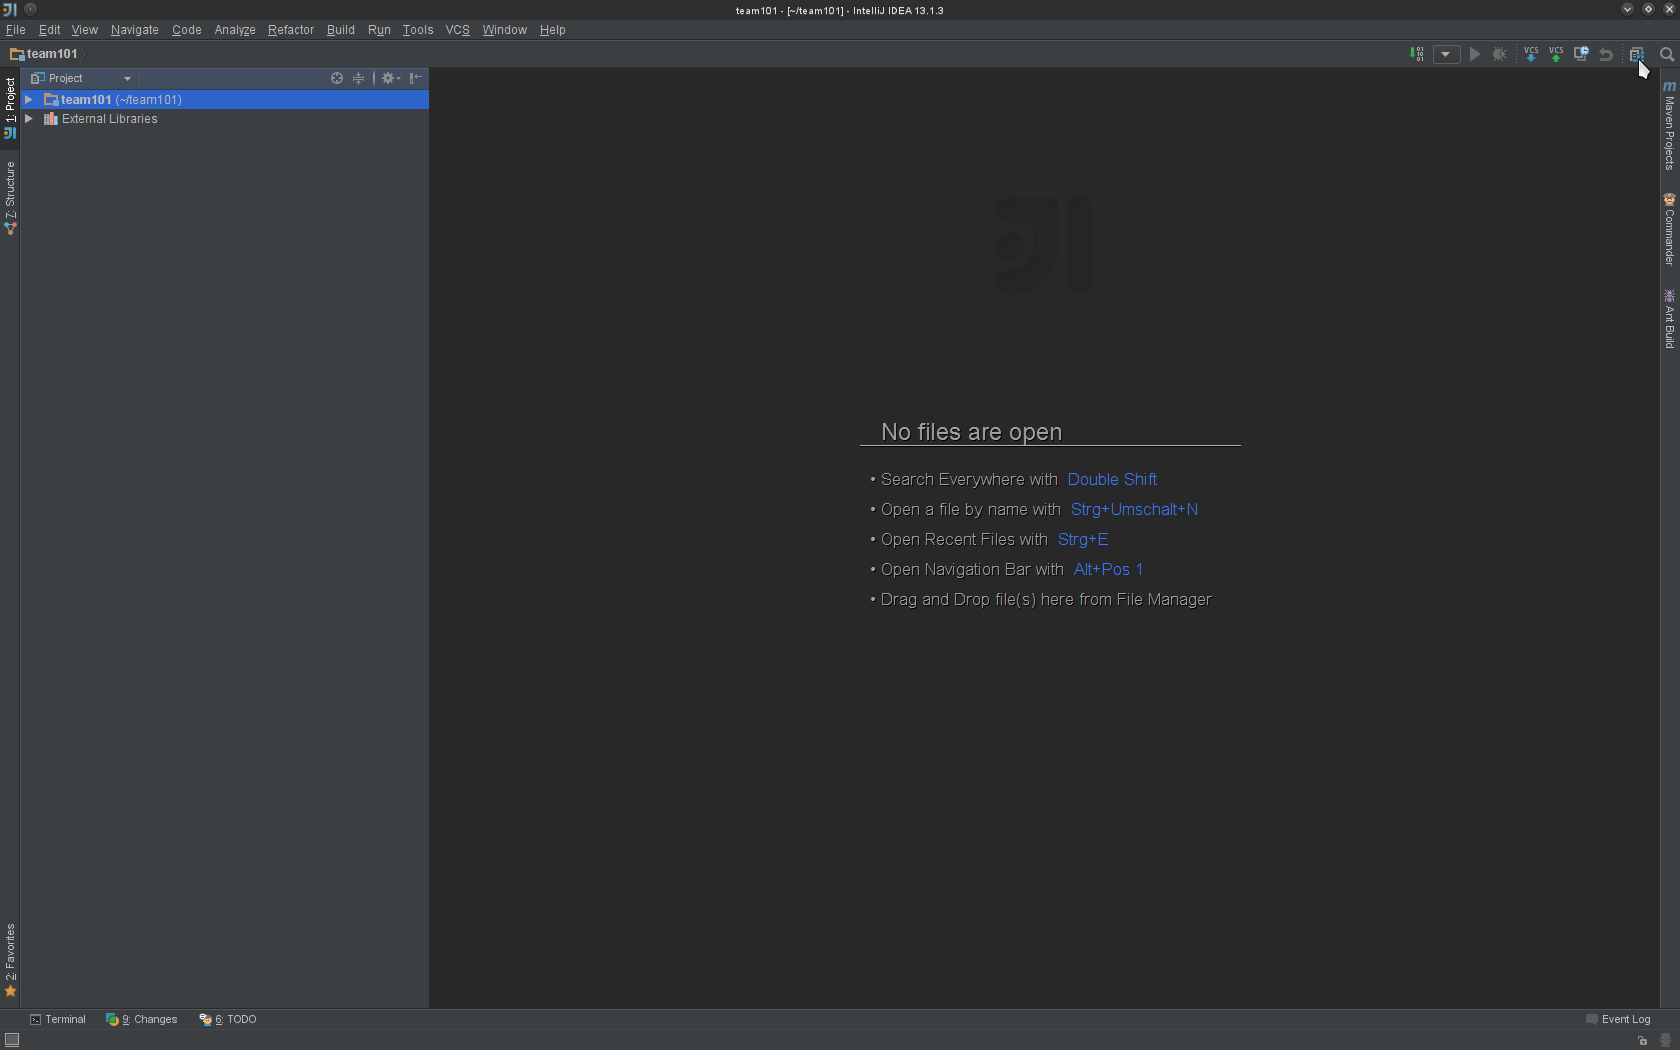 team101 - [~/team101] - IntelliJ IDEA 13.1.3
File Edit View Navigate Code Analyze Refactor Build Run Tools VCS Window Help
team101
VCS VCS
Project
1: Project
team101 (~/team101)
External Libraries
7: Structure
Maven Projects
Commander
Ant Build
No files are open
• Search Everywhere with Double Shift
• Open a file by name with Strg+Umschalt+N
• Open Recent Files with Strg+E
• Open Navigation Bar with Alt+Pos 1
• Drag and Drop file(s) here from File Manager
2: Favorites
Terminal 9: Changes 6: TODO Event Log